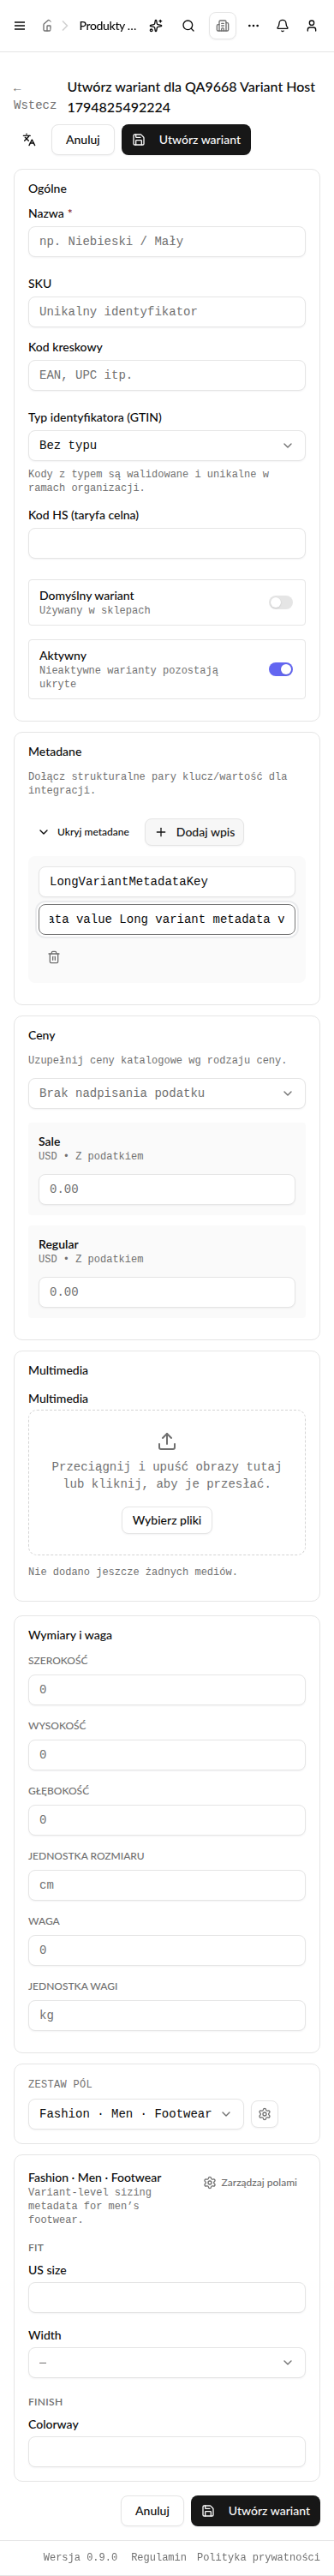 Produkty ...
← Wstecz
Utwórz wariant dla QA9668 Variant Host
1794825492224
Anuluj
Utwórz wariant
Ogólne
Nazwa *
np. Niebieski / Mały
SKU
Unikalny identyfikator
Kod kreskowy
EAN, UPC itp.
Typ identyfikatora (GTIN)
Bez typu
Kody z typem są walidowane i unikalne w
ramach organizacji.
Kod HS (taryfa celna)
Domyślny wariant
Używany w sklepach
Aktywny
Nieaktywne warianty pozostają
ukryte
Metadane
Dołącz strukturalne pary klucz/wartość dla
integracji.
Ukryj metadane
Dodaj wpis
LongVariantMetadataKey
ata value Long variant metadata v
Ceny
Uzupełnij ceny katalogowe wg rodzaju ceny.
Brak nadpisania podatku
Sale
USD • Z podatkiem
0.00
Regular
USD • Z podatkiem
0.00
Multimedia
Multimedia
Przeciągnij i upuść obrazy tutaj
lub kliknij, aby je przesłać.
Wybierz pliki
Nie dodano jeszcze żadnych mediów.
Wymiary i waga
SZEROKOŚĆ
0
WYSOKOŚĆ
0
GŁĘBOKOŚĆ
0
JEDNOSTKA ROZMIARU
cm
WAGA
0
JEDNOSTKA WAGI
kg
ZESTAW PÓL
Fashion · Men · Footwear
Fashion · Men · Footwear
Zarządzaj polami
Variant-level sizing
metadata for men's
footwear.
FIT
US size
Width
—
FINISH
Colorway
Anuluj
Utwórz wariant
Wersja 0.9.0 Regulamin Polityka prywatności